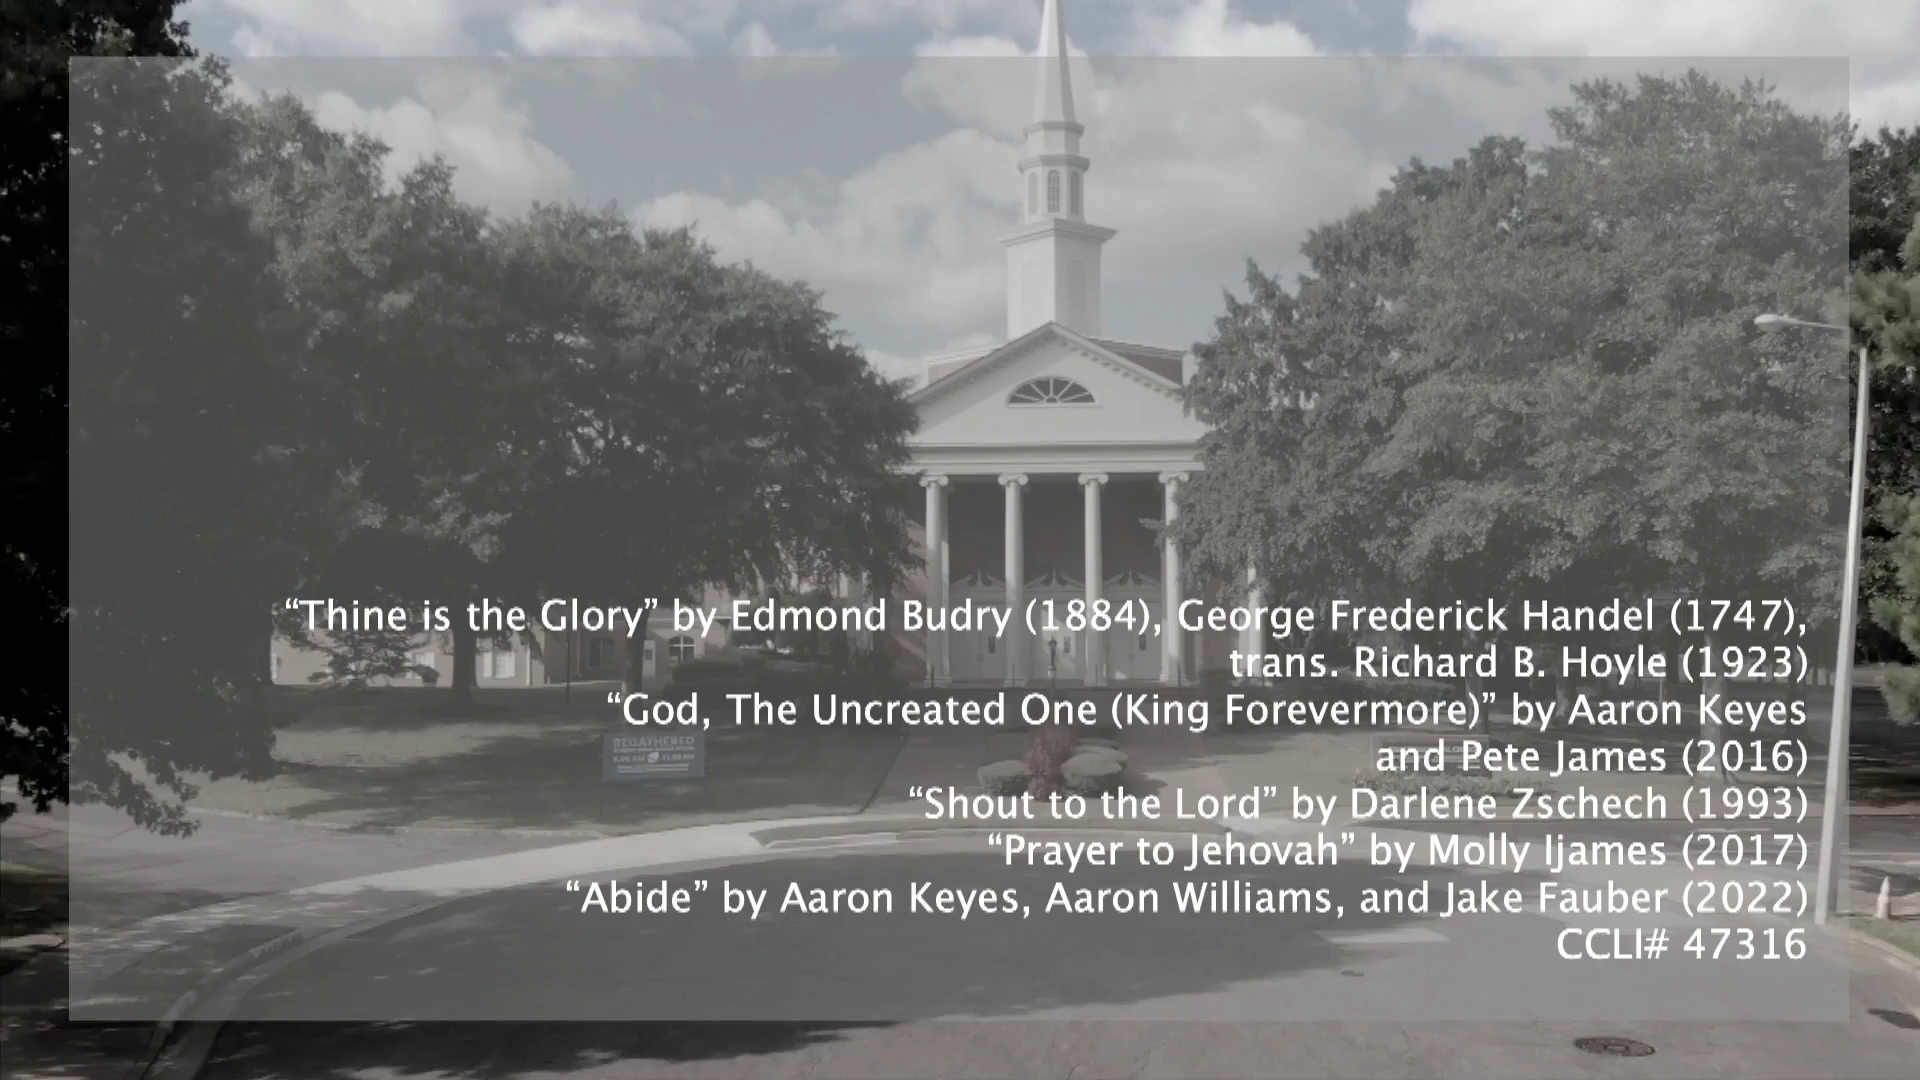 “Thine is the Glory” by Edmond Budry (1884), George Frederick Handel (1747),
trans. Richard B. Hoyle (1923)
“God, The Uncreated One (King Forevermore)” by Aaron Keyes
and Pete James (2016)
“Shout to the Lord” by Darlene Zschech (1993)
“Prayer to Jehovah” by Molly Ijames (2017)
“Abide” by Aaron Keyes, Aaron Williams, and Jake Fauber (2022)
CCLI# 47316
REGATHERED